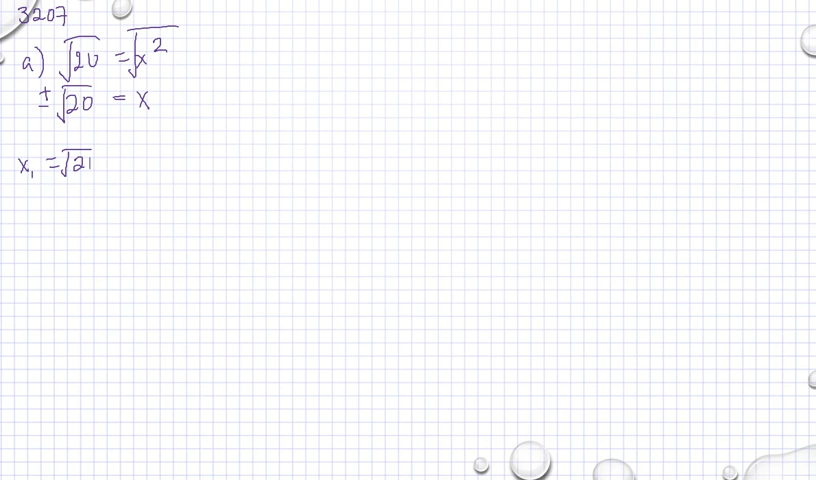 3207
a) √20 = √x²
± √20 = x
x₁ = √21